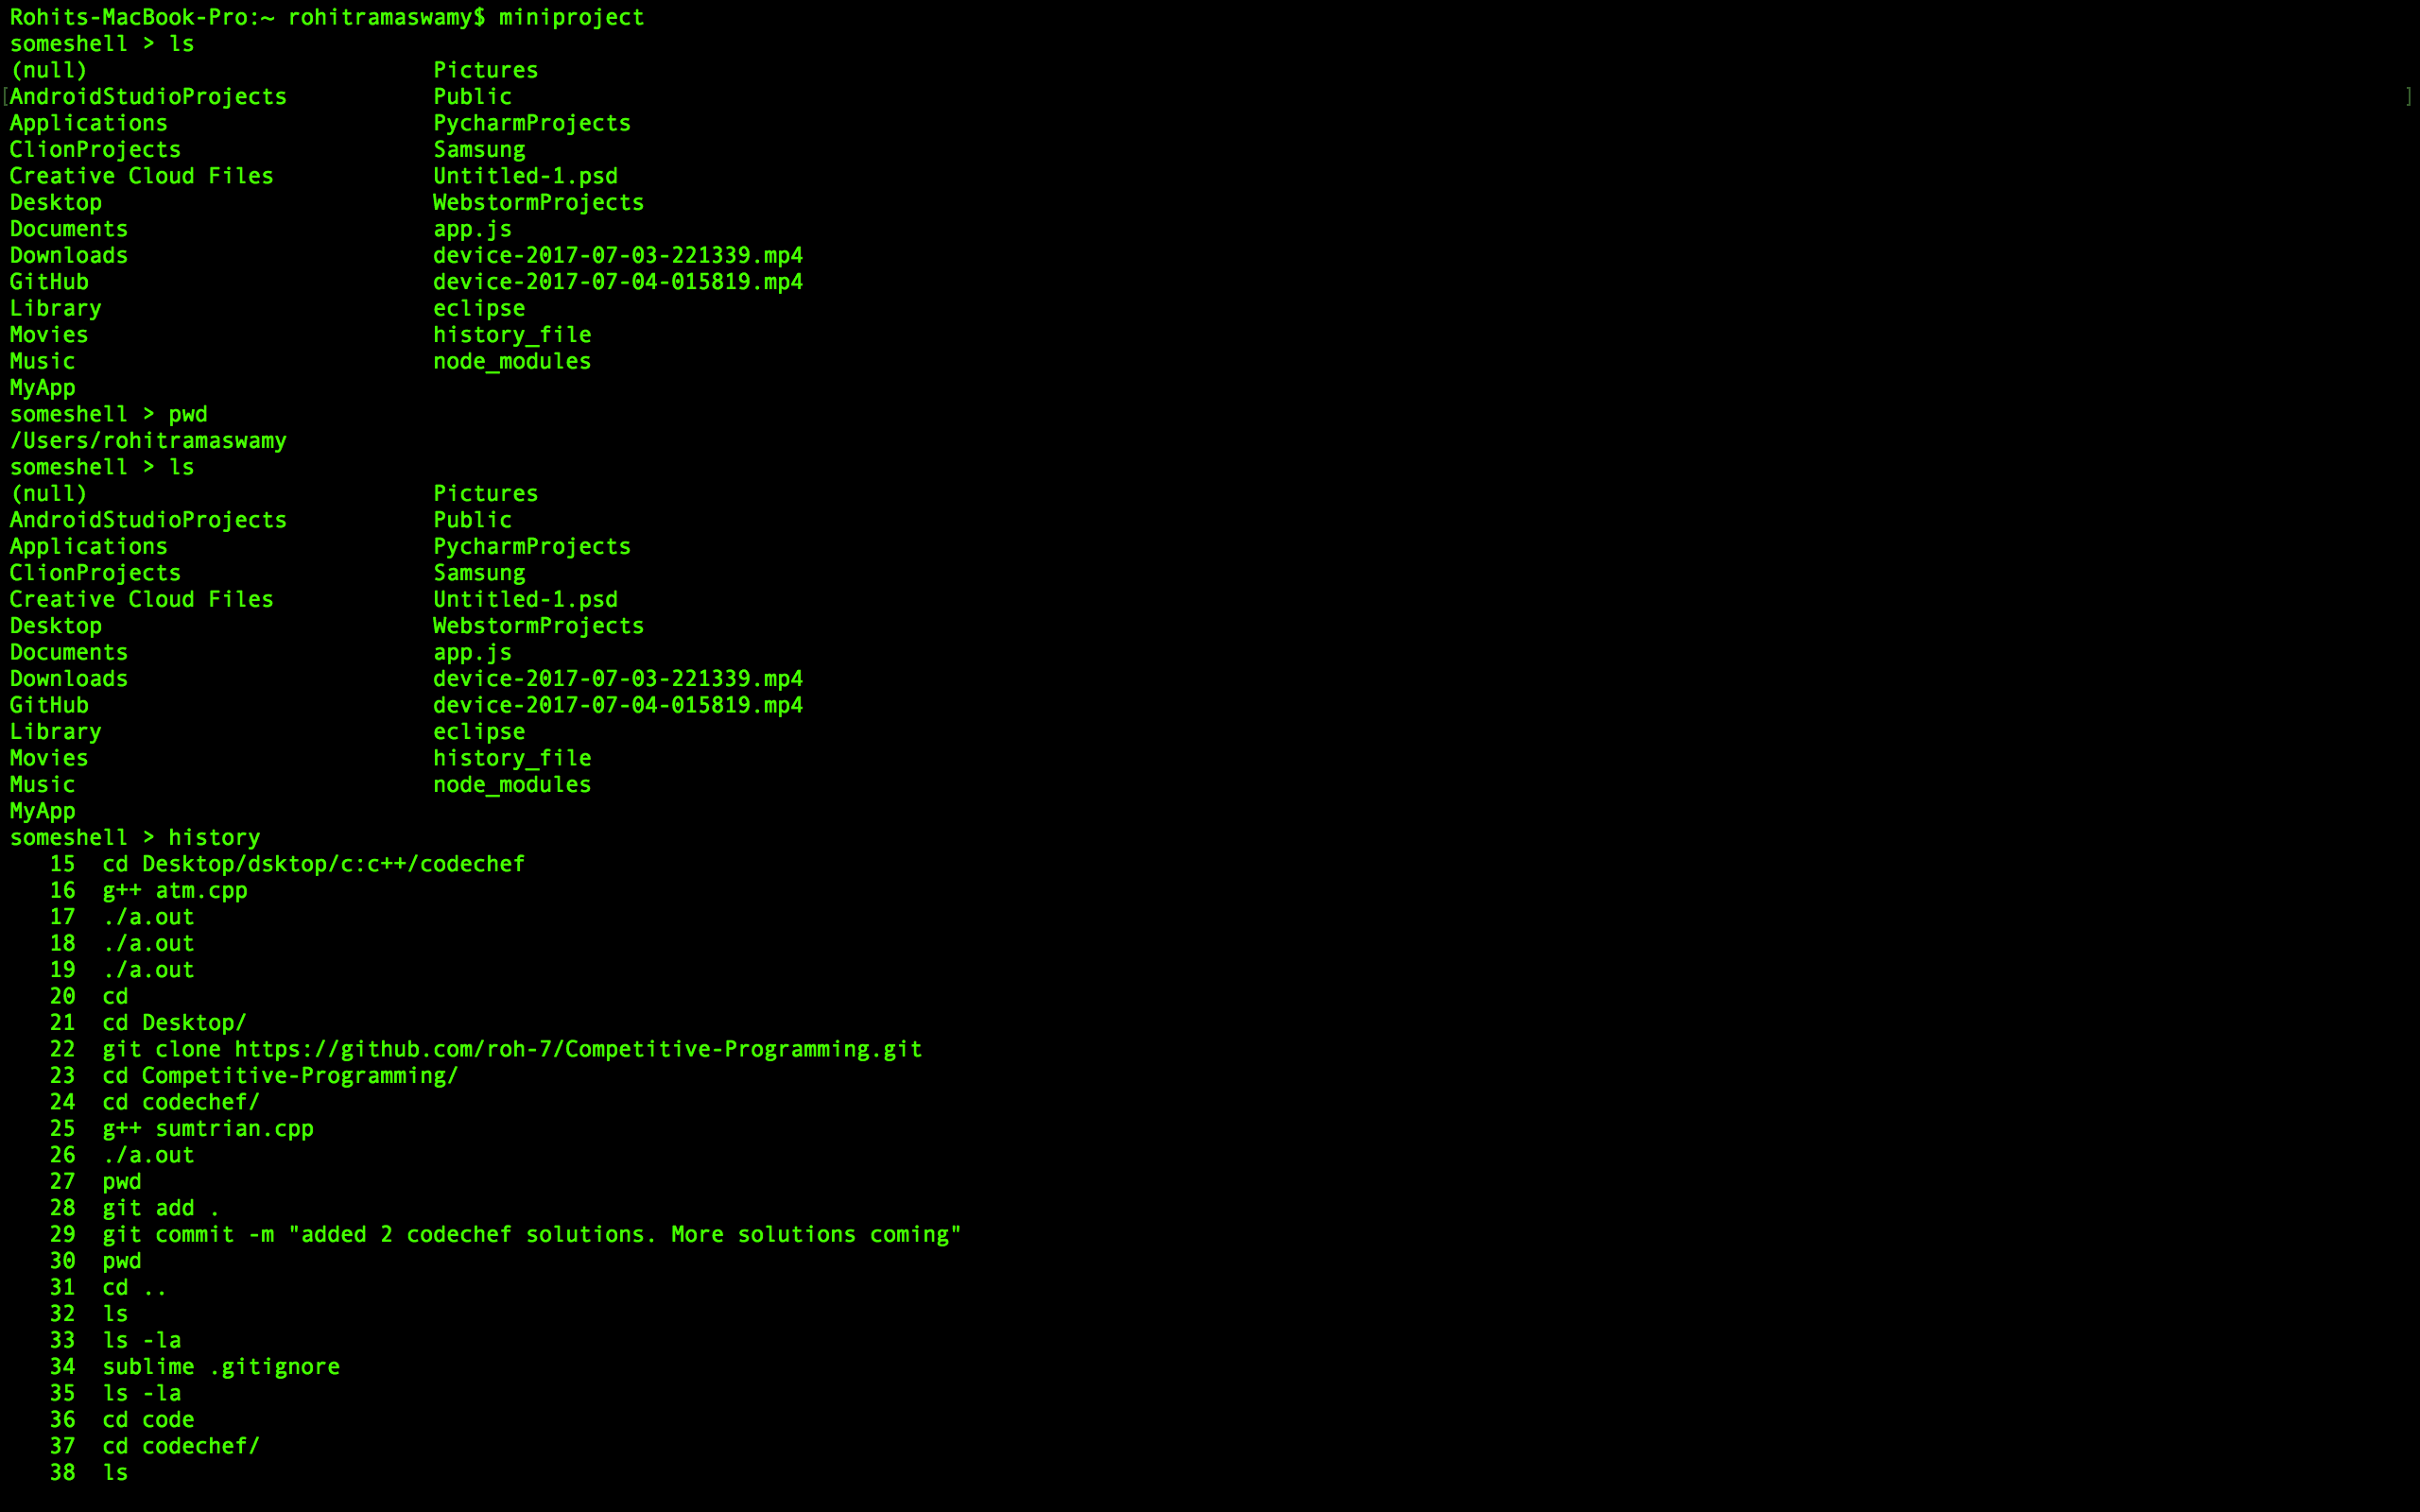 Rohits-MacBook-Pro:~ rohitramaswamy$ miniproject
someshell > ls
(null)                          Pictures
[AndroidStudioProjects          Public ]
Applications                    PycharmProjects
ClionProjects                   Samsung
Creative Cloud Files            Untitled-1.psd
Desktop                         WebstormProjects
Documents                       app.js
Downloads                       device-2017-07-03-221339.mp4
GitHub                          device-2017-07-04-015819.mp4
Library                         eclipse
Movies                          history_file
Music                           node_modules
MyApp
someshell > pwd
/Users/rohitramaswamy
someshell > ls
(null)                          Pictures
AndroidStudioProjects           Public
Applications                    PycharmProjects
ClionProjects                   Samsung
Creative Cloud Files            Untitled-1.psd
Desktop                         WebstormProjects
Documents                       app.js
Downloads                       device-2017-07-03-221339.mp4
GitHub                          device-2017-07-04-015819.mp4
Library                         eclipse
Movies                          history_file
Music                           node_modules
MyApp
someshell > history
   15  cd Desktop/dsktop/c:c++/codechef
   16  g++ atm.cpp
   17  ./a.out
   18  ./a.out
   19  ./a.out
   20  cd
   21  cd Desktop/
   22  git clone https://github.com/roh-7/Competitive-Programming.git
   23  cd Competitive-Programming/
   24  cd codechef/
   25  g++ sumtrian.cpp
   26  ./a.out
   27  pwd
   28  git add .
   29  git commit -m "added 2 codechef solutions. More solutions coming"
   30  pwd
   31  cd ..
   32  ls
   33  ls -la
   34  sublime .gitignore
   35  ls -la
   36  cd code
   37  cd codechef/
   38  ls